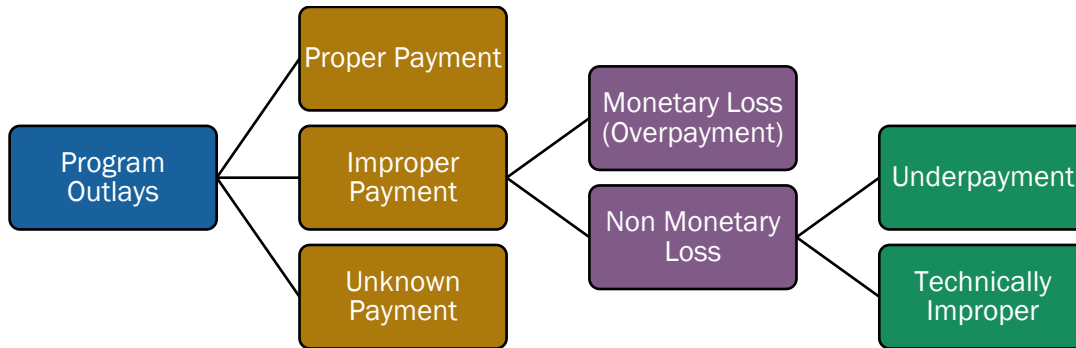 Program
Outlays
Proper Payment
Improper
Payment
Unknown
Payment
Monetary Loss
(Overpayment)
Non Monetary
Loss
Underpayment
Technically
Improper